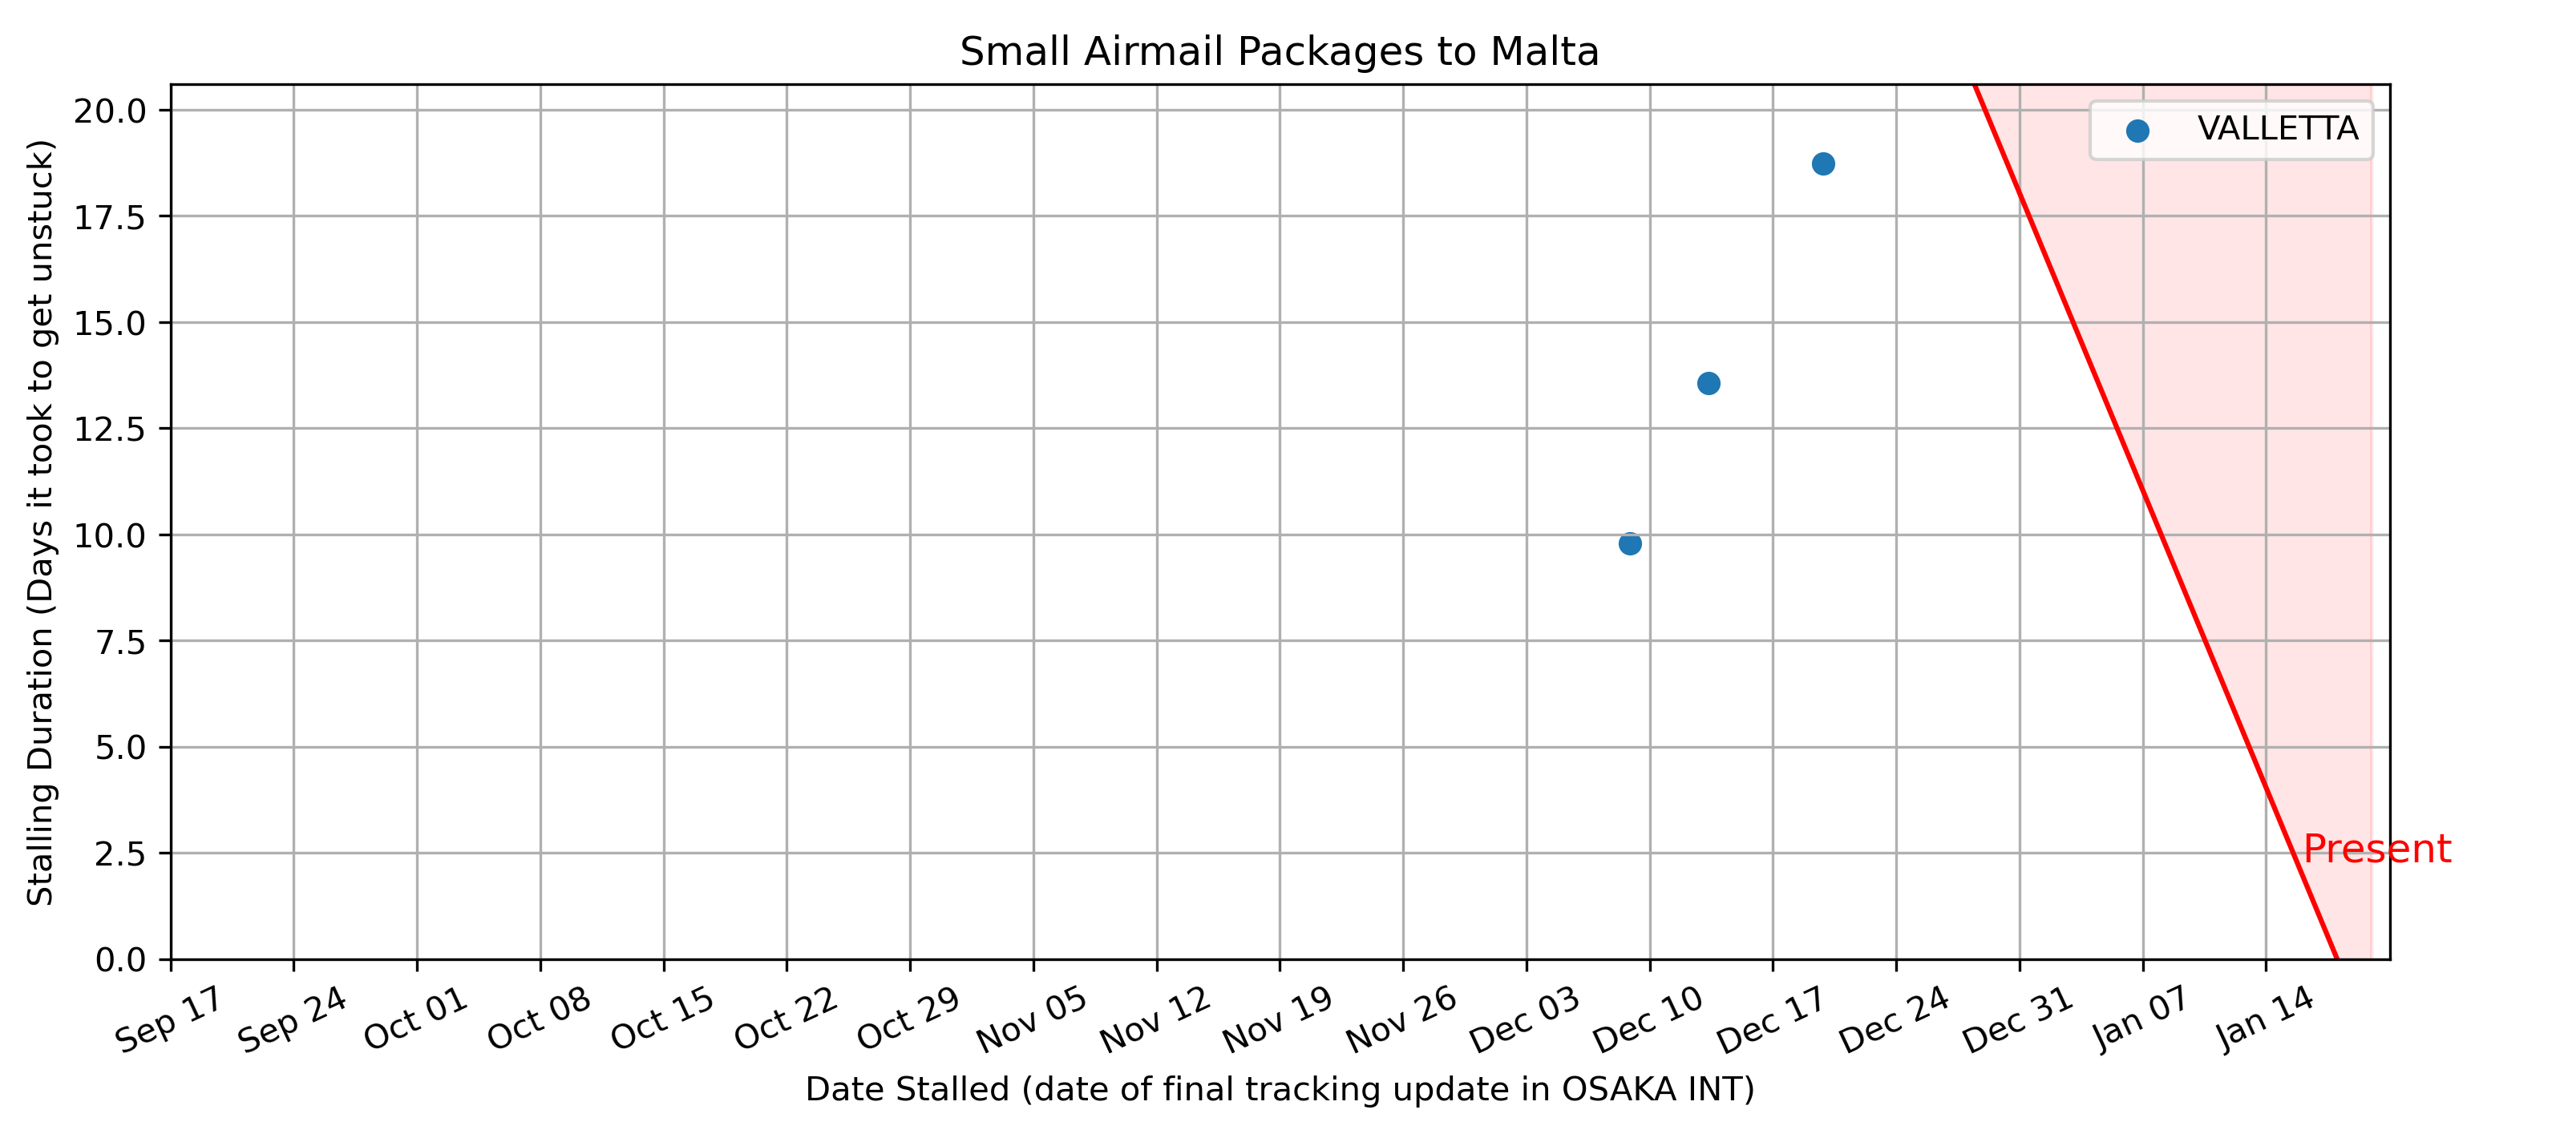 Small Airmail Packages to Malta
VALLETTA
Stalling Duration (Days it took to get unstuck)
20.0
17.5
15.0
12.5
10.0
7.5
5.0
2.5
0.0
Present
Sep 17
Sep 24
Oct 01
Oct 08
Oct 15
Oct 22
Oct 29
Nov 05
Nov 12
Nov 19
Nov 26
Dec 03
Dec 10
Dec 17
Dec 24
Dec 31
Jan 07
Jan 14
Date Stalled (date of final tracking update in OSAKA INT)